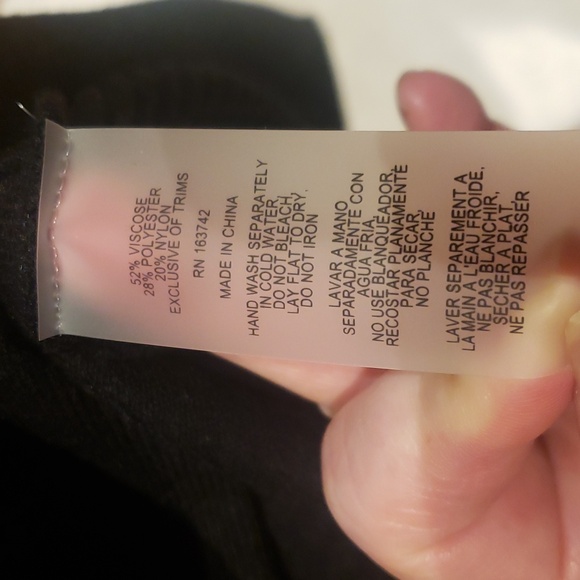 52% VISCOSE
28% POLYESTER
20% NYLON
EXCLUSIVE OF TRIMS
RN 163742
MADE IN CHINA
HAND WASH SEPARATELY
IN COLD WATER,
DO NOT BLEACH,
LAY FLAT TO DRY,
DO NOT IRON
LAVAR A MANO
SEPARADAMENTE CON
AGUA FRIA,
NO USE BLANQUEADOR,
RECOSTAR PLANAMENTE
PARA SECAR,
NO PLANCHE
LAVER SEPAREMENT A
LA MAIN A L'EAU FROIDE,
NE PAS BLANCHIR,
SECHER A PLAT
NE PAS REPASSER